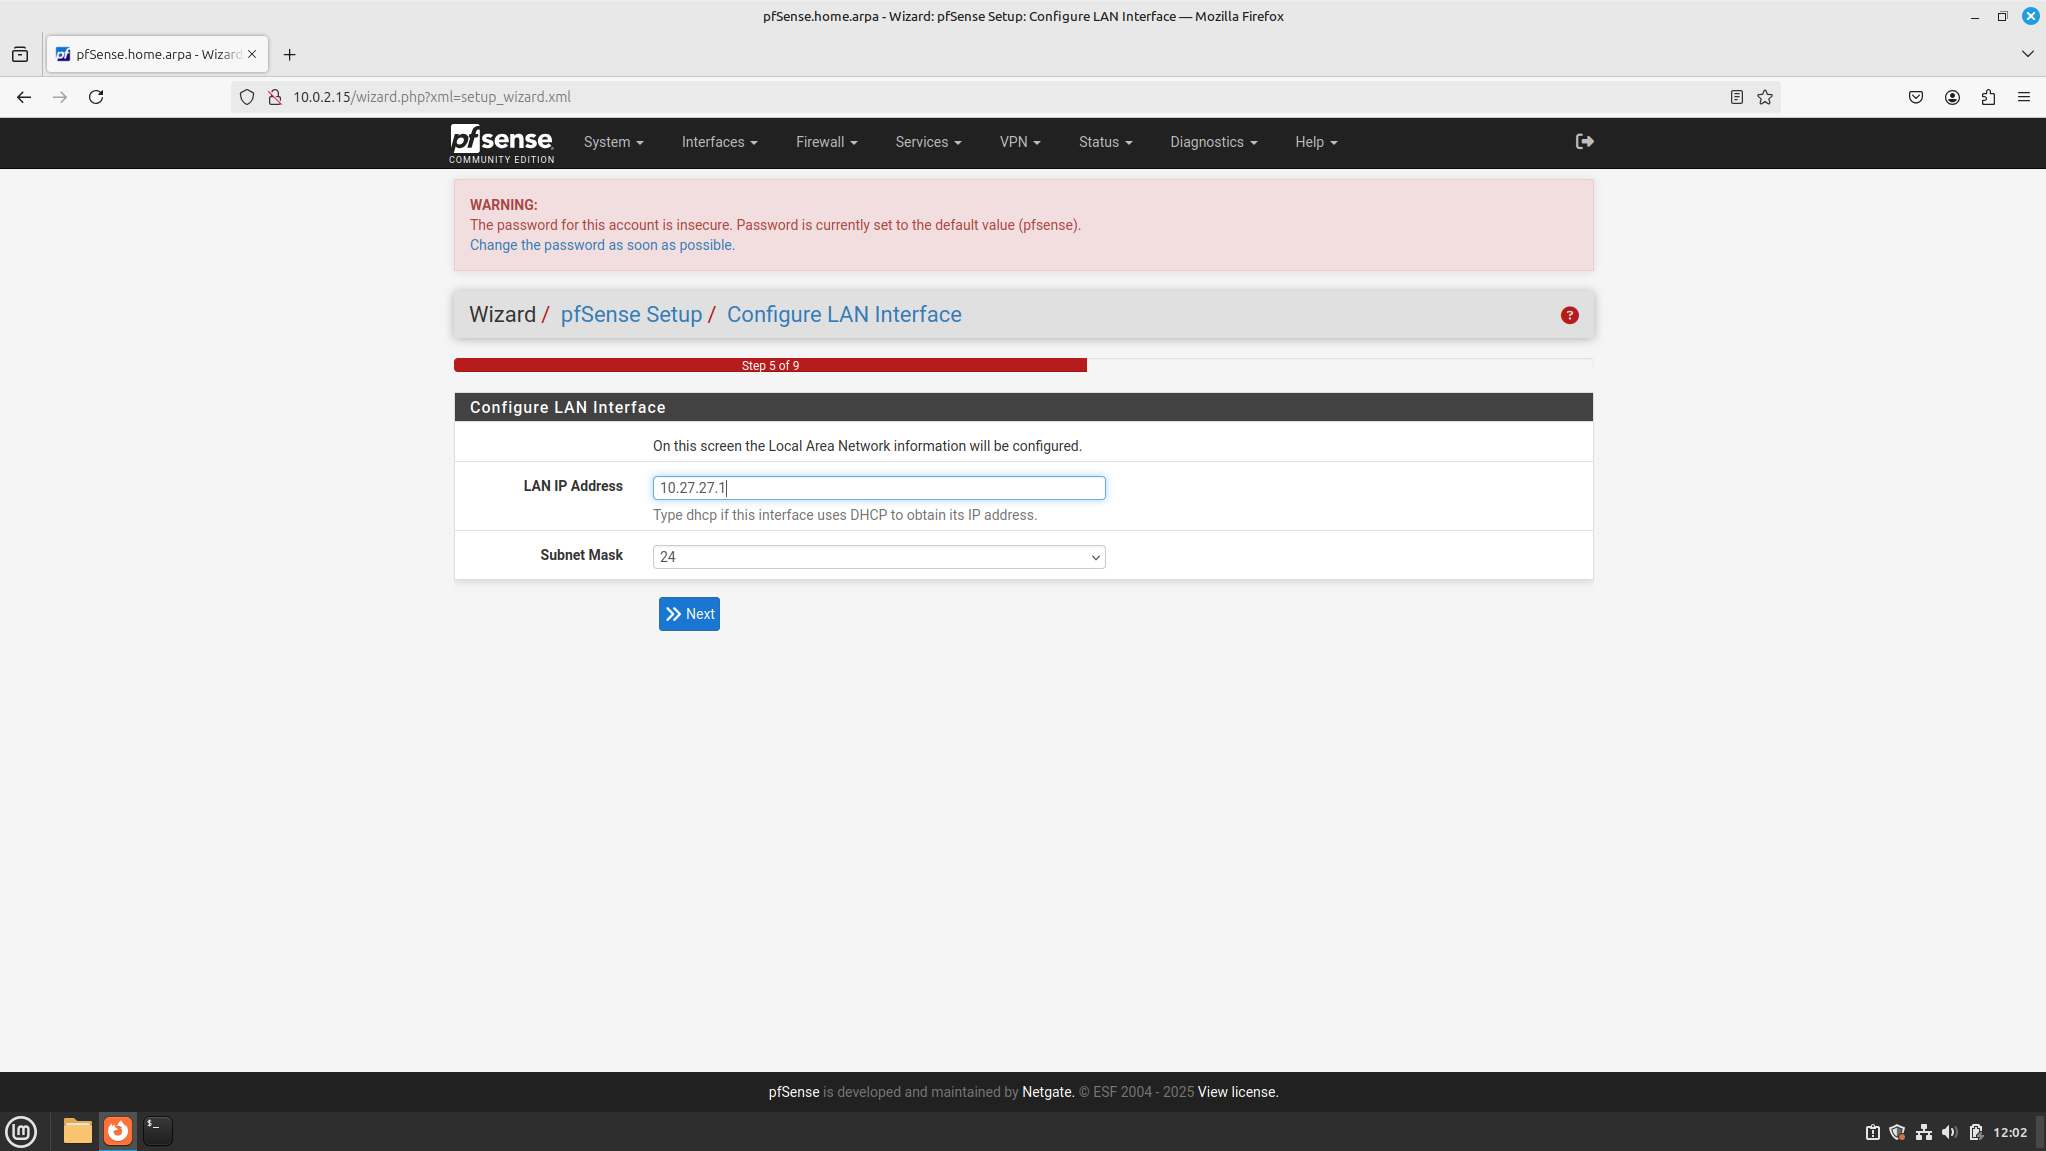 pfSense.home.arpa - Wizard: pfSense Setup: Configure LAN Interface — Mozilla Firefox
pfSense.home.arpa - Wizard
10.0.2.15/wizard.php?xml=setup_wizard.xml
pfsense
COMMUNITY EDITION
System
Interfaces
Firewall
Services
VPN
Status
Diagnostics
Help
WARNING:
The password for this account is insecure. Password is currently set to the default value (pfsense).
Change the password as soon as possible.
Wizard / pfSense Setup / Configure LAN Interface
Step 5 of 9
Configure LAN Interface
On this screen the Local Area Network information will be configured.
LAN IP Address
10.27.27.1
Type dhcp if this interface uses DHCP to obtain its IP address.
Subnet Mask
24
Next
pfSense is developed and maintained by Netgate. © ESF 2004 - 2025 View license.
12:02